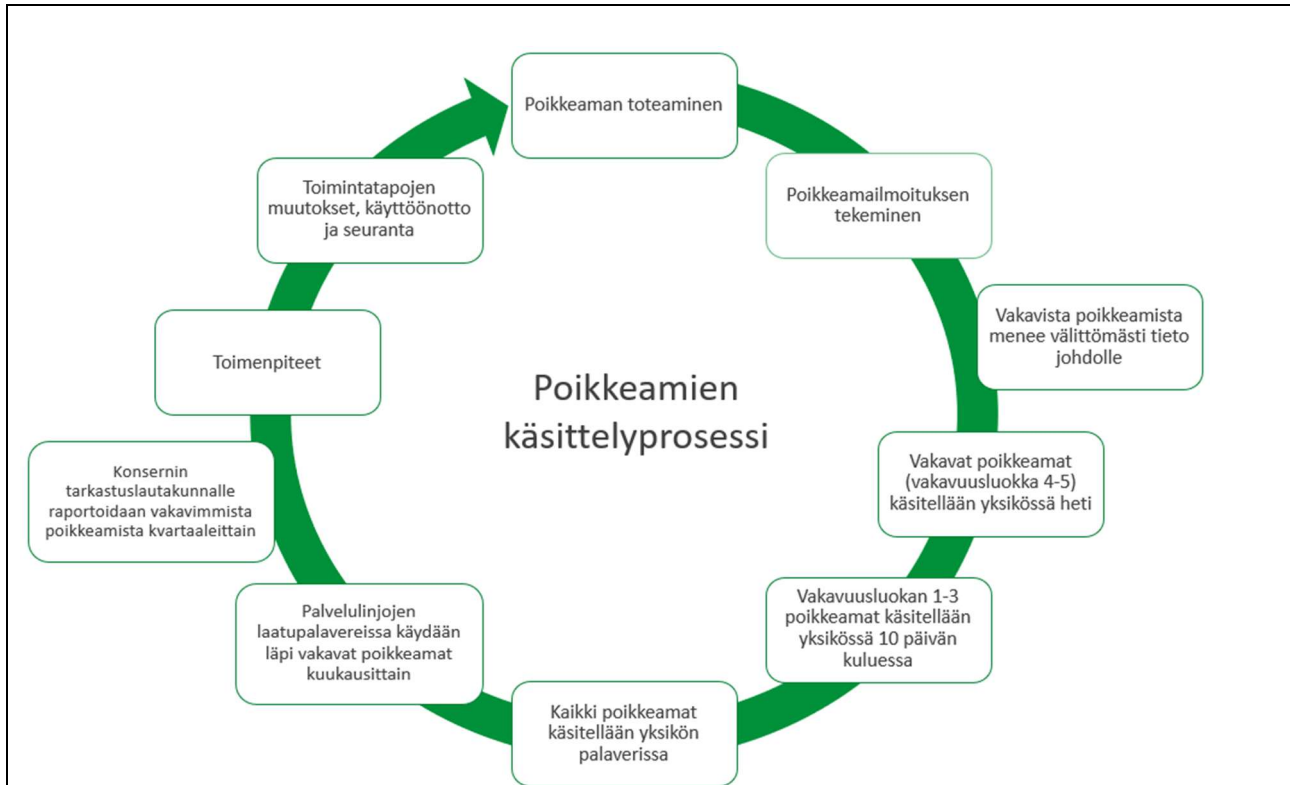 Poikkeaman toteaminen
Poikkeamailmoituksen
tekeminen
Vakavista poikkeamista
menee välittömästi tieto
johdolle
Vakavat poikkeamat
(vakavuusluokka 4-5)
käsitellään yksikössä heti
Vakavuusluokan 1-3
poikkeamat käsitellään
yksikössä 10 päivän
kuluessa
Kaikki poikkeamat
käsitellään yksikön
palaverissa
Palvelulinjojen
laatupalavereissa käydään
läpi vakavat poikkeamat
kuukausittain
Konsernin
tarkastuslautakunnalle
raportoidaan vakavimmista
poikkeamista kvartaaleittain
Toimenpiteet
Toimintatapojen
muutokset, käyttöönotto
ja seuranta
Poikkeamien
käsittelyprosessi